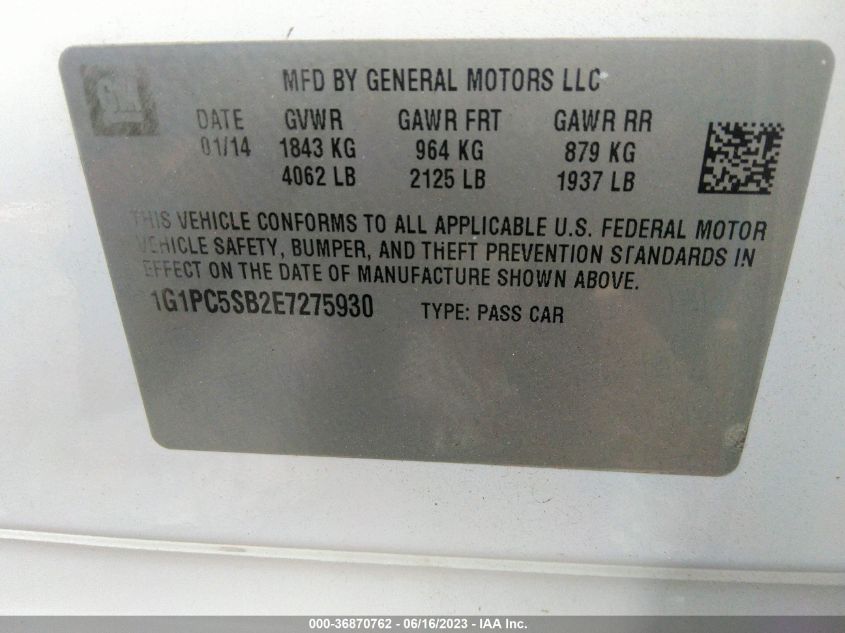 GM
MFD BY GENERAL MOTORS LLC
DATE GVWR GAWR FRT GAWR RR
01/14 1843 KG 964 KG 879 KG
4062 LB 2125 LB 1937 LB
THIS VEHICLE CONFORMS TO ALL APPLICABLE U.S. FEDERAL MOTOR
VEHICLE SAFETY, BUMPER, AND THEFT PREVENTION STANDARDS IN
EFFECT ON THE DATE OF MANUFACTURE SHOWN ABOVE.
1G1PC5SB2E7275930 TYPE: PASS CAR
000-36870762 - 06/16/2023 - IAA Inc.